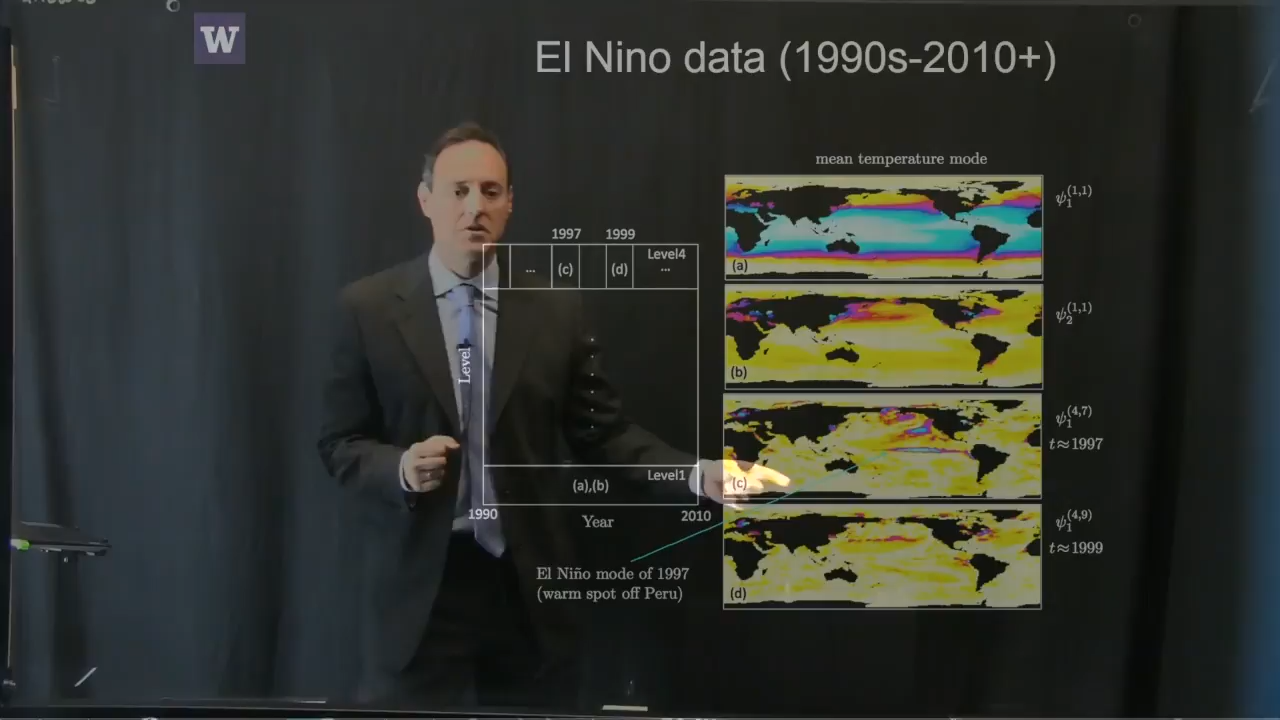 W
El Nino data (1990s-2010+)
mean temperature mode
1997 1999
... (c) (d) Level4
...
Level
(a),(b) Level1
1990 2010
Year
El Niño mode of 1997
(warm spot off Peru)
(a) ψ₁⁽¹,¹⁾
(b) ψ₂⁽¹,¹⁾
(c) ψ₁⁽⁴,⁷⁾
t≈1997
(d) ψ₁⁽⁴,⁹⁾
t≈1999